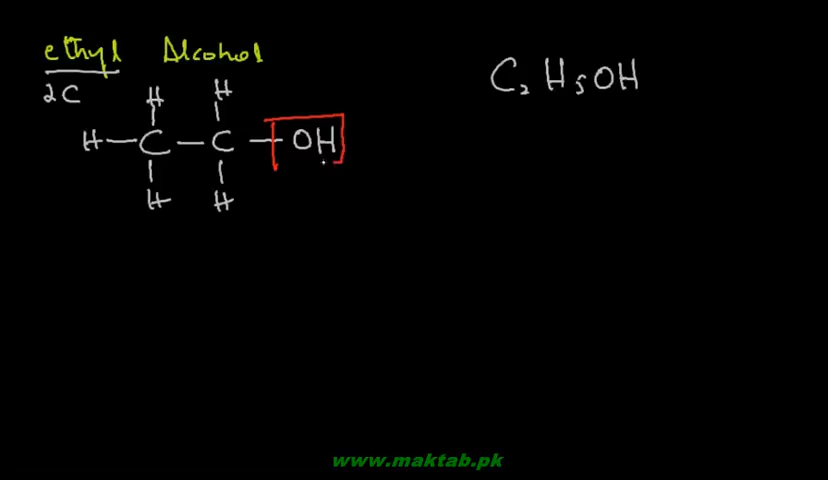 ethyl Alcohol
2C
C₂H₅OH
H H
H — C — C — OH
H H
www.maktab.pk